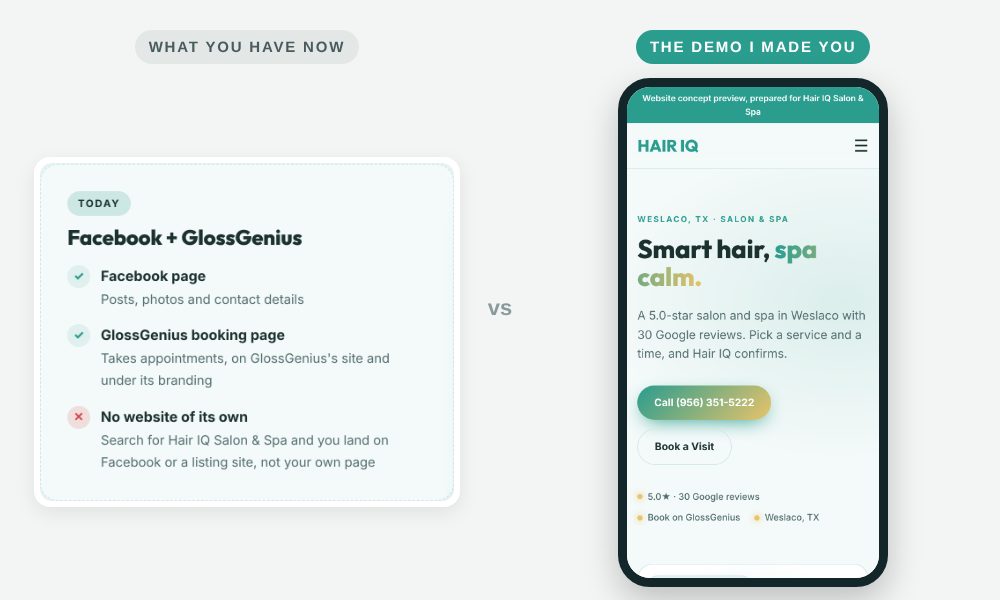 WHAT YOU HAVE NOW
TODAY
Facebook + GlossGenius
Facebook page
Posts, photos and contact details
GlossGenius booking page
Takes appointments, on GlossGenius's site and
under its branding
No website of its own
Search for Hair IQ Salon & Spa and you land on
Facebook or a listing site, not your own page
vs
THE DEMO I MADE YOU
Website concept preview, prepared for Hair IQ Salon &
Spa
HAIR IQ
WESLACO, TX · SALON & SPA
Smart hair, spa
calm.
A 5.0-star salon and spa in Weslaco with
30 Google reviews. Pick a service and a
time, and Hair IQ confirms.
Call (956) 351-5222
Book a Visit
5.0★ · 30 Google reviews
Book on GlossGenius
Weslaco, TX